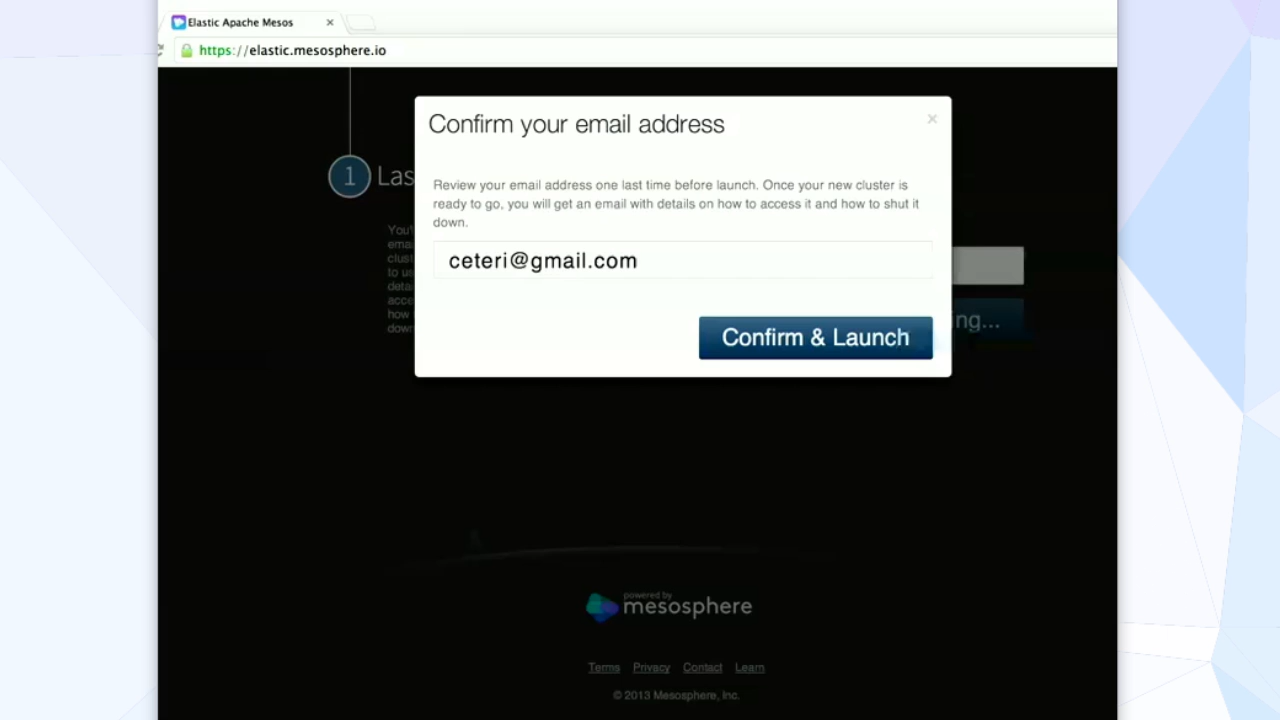 Elastic Apache Mesos
https://elastic.mesosphere.io
Confirm your email address
Review your email address one last time before launch. Once your new cluster is
ready to go, you will get an email with details on how to access it and how to shut it
down.
ceteri@gmail.com
Confirm & Launch
1
powered by
mesosphere
Terms Privacy Contact Learn
© 2013 Mesosphere, Inc.